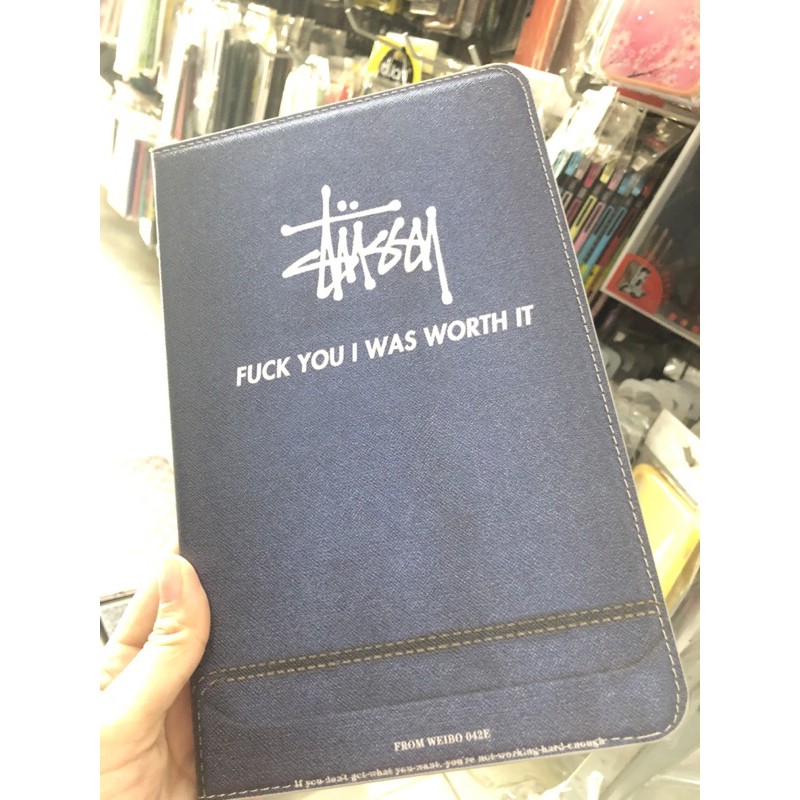 Stüssy
FUCK YOU I WAS WORTH IT
FROM WEIBO 042E
If you don't get what you want, you're not working hard enough